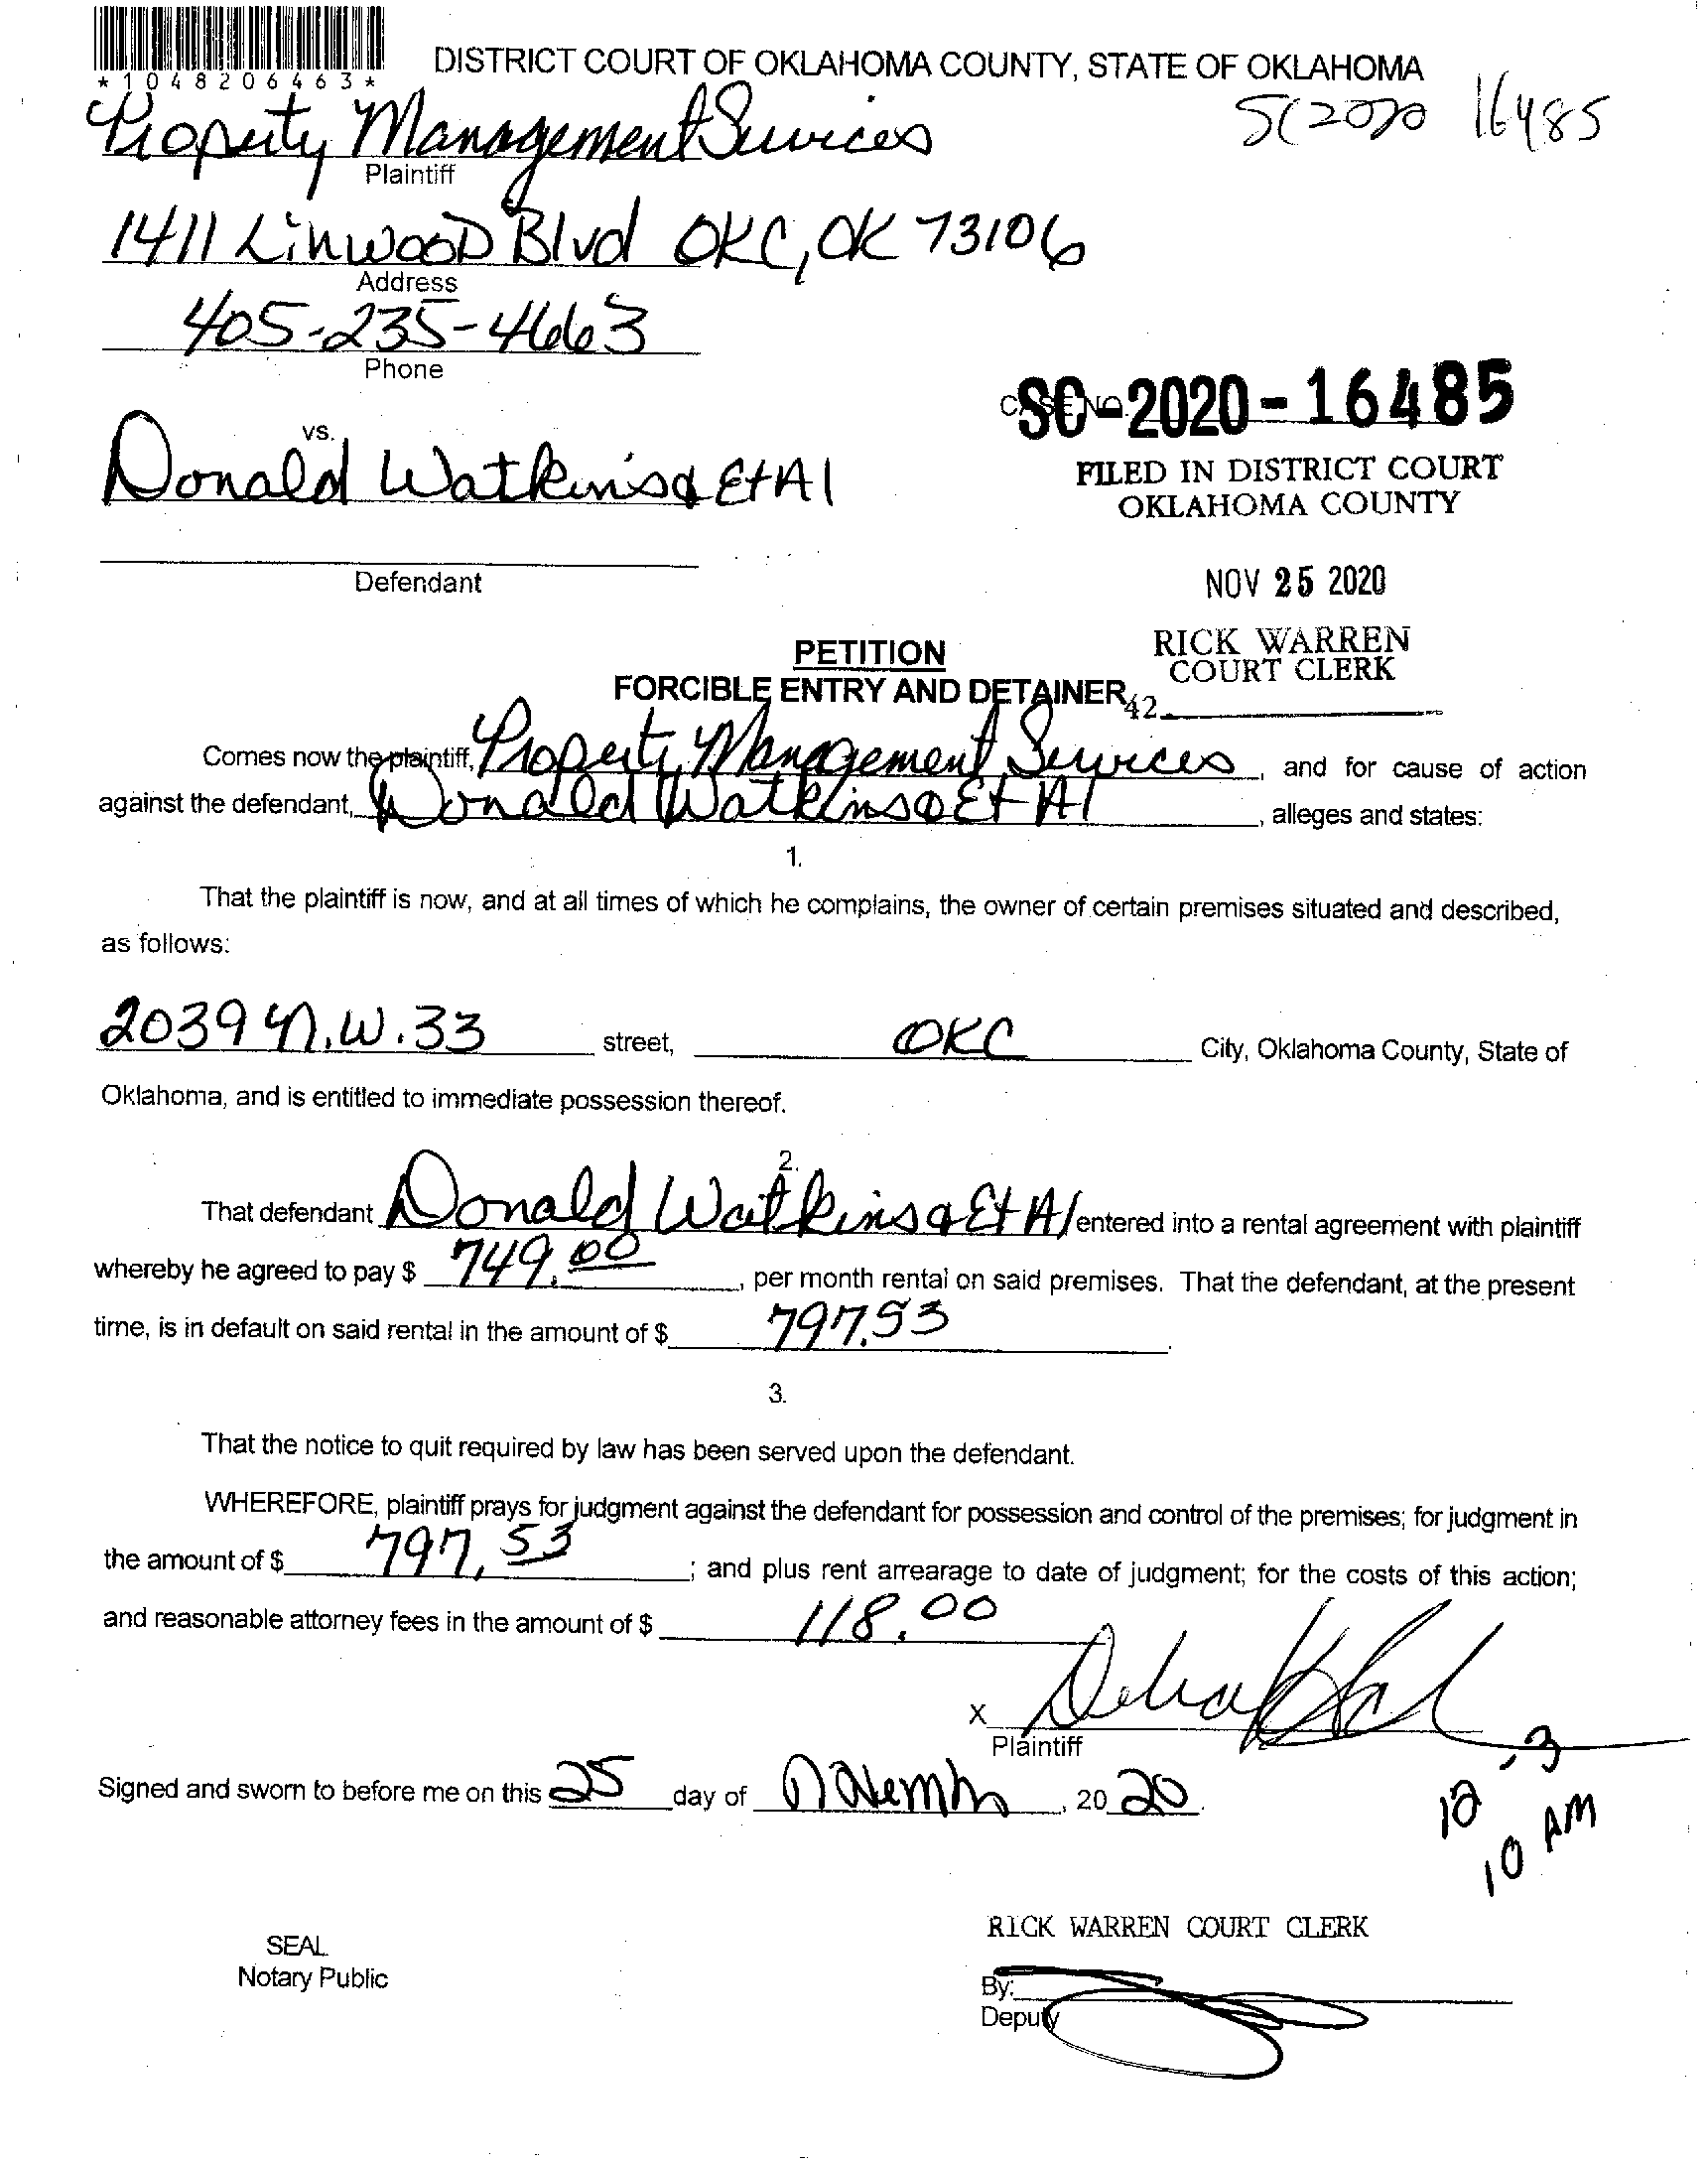 *1048206463*
DISTRICT COURT OF OKLAHOMA COUNTY, STATE OF OKLAHOMA
SC2020 16485
Property Management Services
Plaintiff
1411 Linwood Blvd OKC, OK 73106
Address
405-235-4663
Phone
CASE NO. SC-2020-16485
vs.
Donald Watkins & Et Al
FILED IN DISTRICT COURT
OKLAHOMA COUNTY
Defendant
NOV 25 2020
RICK WARREN
COURT CLERK
42
PETITION
FORCIBLE ENTRY AND DETAINER
Comes now the plaintiff, Property Management Services, and for cause of action
against the defendant, Donald Watkins & Et Al, alleges and states:
1.
That the plaintiff is now, and at all times of which he complains, the owner of certain premises situated and described,
as follows:
2039 N.W. 33 street, OKC City, Oklahoma County, State of
Oklahoma, and is entitled to immediate possession thereof.
2.
That defendant Donald Watkins & Et Al entered into a rental agreement with plaintiff
whereby he agreed to pay $ 749.00, per month rental on said premises. That the defendant, at the present
time, is in default on said rental in the amount of $ 797.53.
3.
That the notice to quit required by law has been served upon the defendant.
WHEREFORE, plaintiff prays for judgment against the defendant for possession and control of the premises; for judgment in
the amount of $ 797.53; and plus rent arrearage to date of judgment; for the costs of this action;
and reasonable attorney fees in the amount of $ 118.00
X
Plaintiff
Signed and sworn to before me on this 25 day of November, 20 20.
12-3
10 AM
RICK WARREN COURT CLERK
SEAL
Notary Public
By:
Deputy